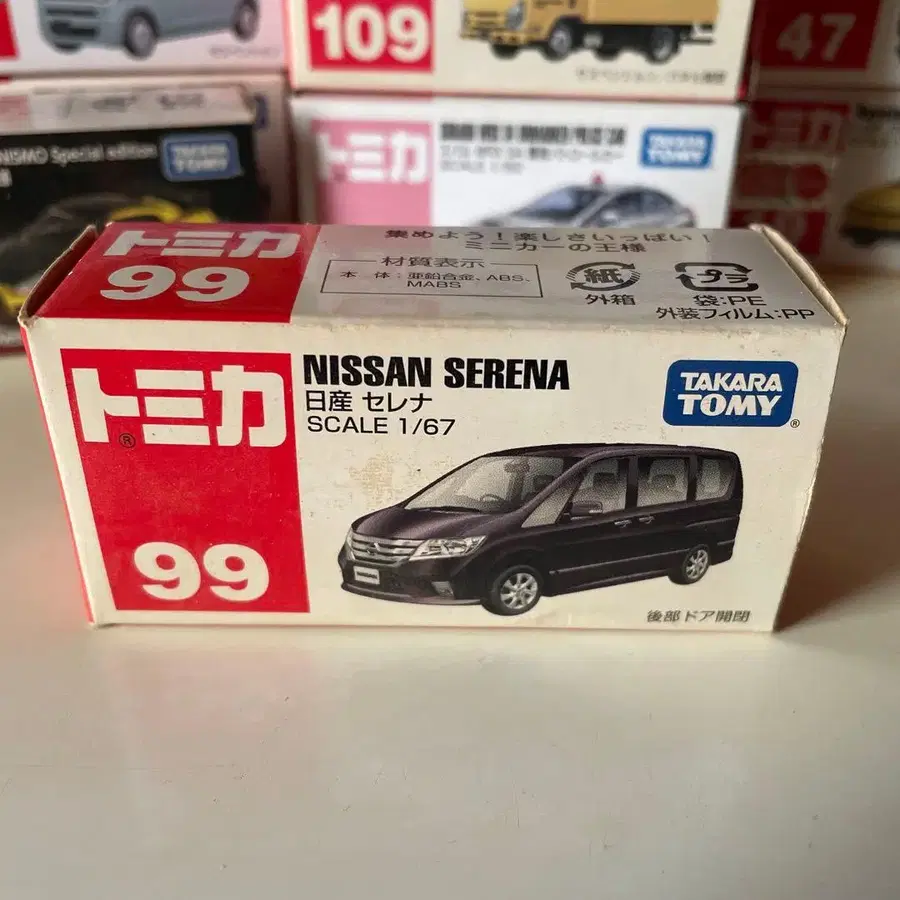 109
47
NISMO Special edition
TAKARA
TOMY
トミカ
SCALE
TAKARA
TOMY
トミカ
99
集めよう！楽しさいっぱい！
ミニカーの王様
材質表示
本 体：亜鉛合金、ABS、
MABS
紙
外箱
プラ
袋:PE
外装フィルム:PP
トミカ®
99
NISSAN SERENA
日産 セレナ
SCALE 1/67
TAKARA
TOMY®
NISSAN
後部ドア開閉